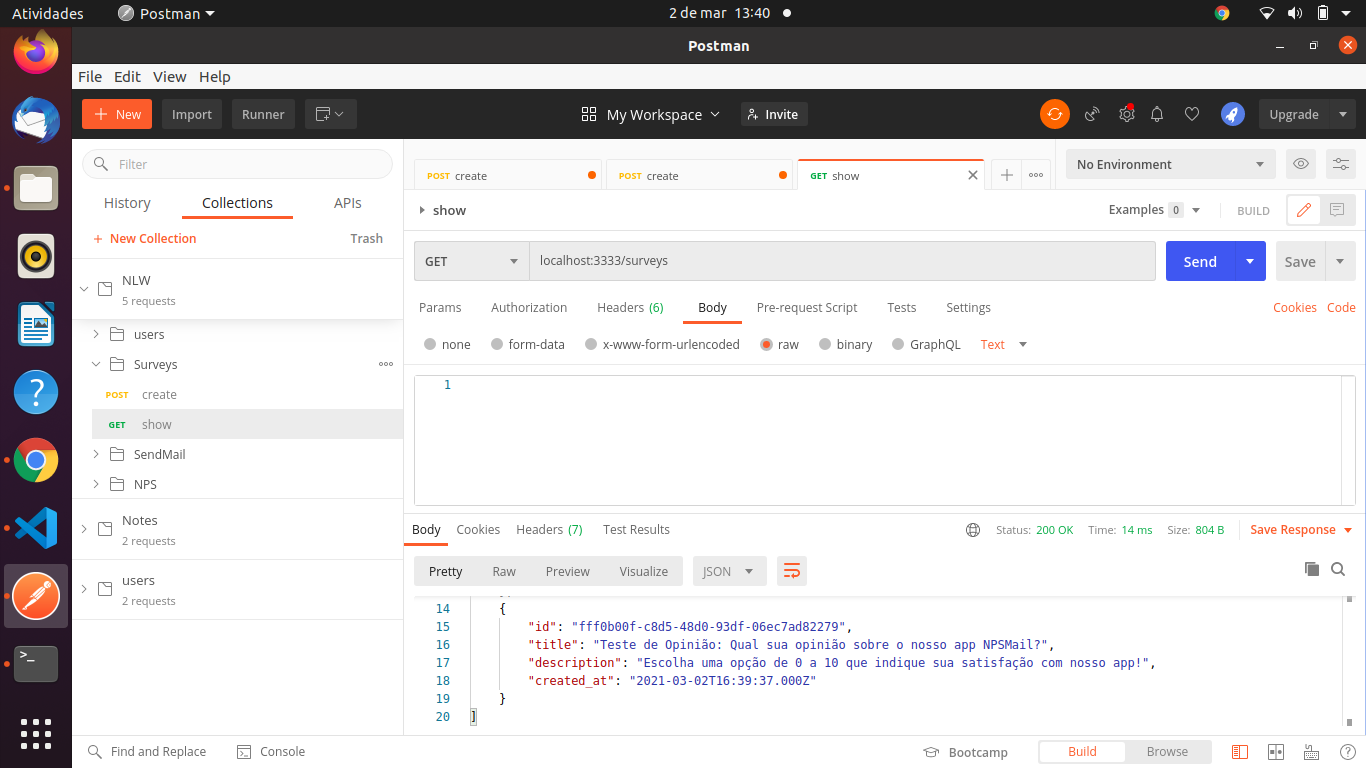 Atividades
Postman
2 de mar 13:40
Postman
File Edit View Help
+ New
Import
Runner
My Workspace
Invite
Upgrade
Filter
POST create
POST create
GET show
No Environment
History
Collections
APIs
show
Examples 0
BUILD
+ New Collection
Trash
GET
localhost:3333/surveys
Send
Save
NLW
5 requests
Params
Authorization
Headers (6)
Body
Pre-request Script
Tests
Settings
Cookies
Code
users
none
form-data
x-www-form-urlencoded
raw
binary
GraphQL
Text
Surveys
POST create
GET show
SendMail
NPS
1
Notes
2 requests
users
2 requests
Body
Cookies
Headers (7)
Test Results
Status: 200 OK
Time: 14 ms
Size: 804 B
Save Response
Pretty
Raw
Preview
Visualize
JSON
14 {
15 "id": "fff0b00f-c8d5-48d0-93df-06ec7ad82279",
16 "title": "Teste de Opinião: Qual sua opinião sobre o nosso app NPSMail?",
17 "description": "Escolha uma opção de 0 a 10 que indique sua satisfação com nosso app!",
18 "created_at": "2021-03-02T16:39:37.000Z"
19 }
20 ]
Find and Replace
Console
Bootcamp
Build
Browse